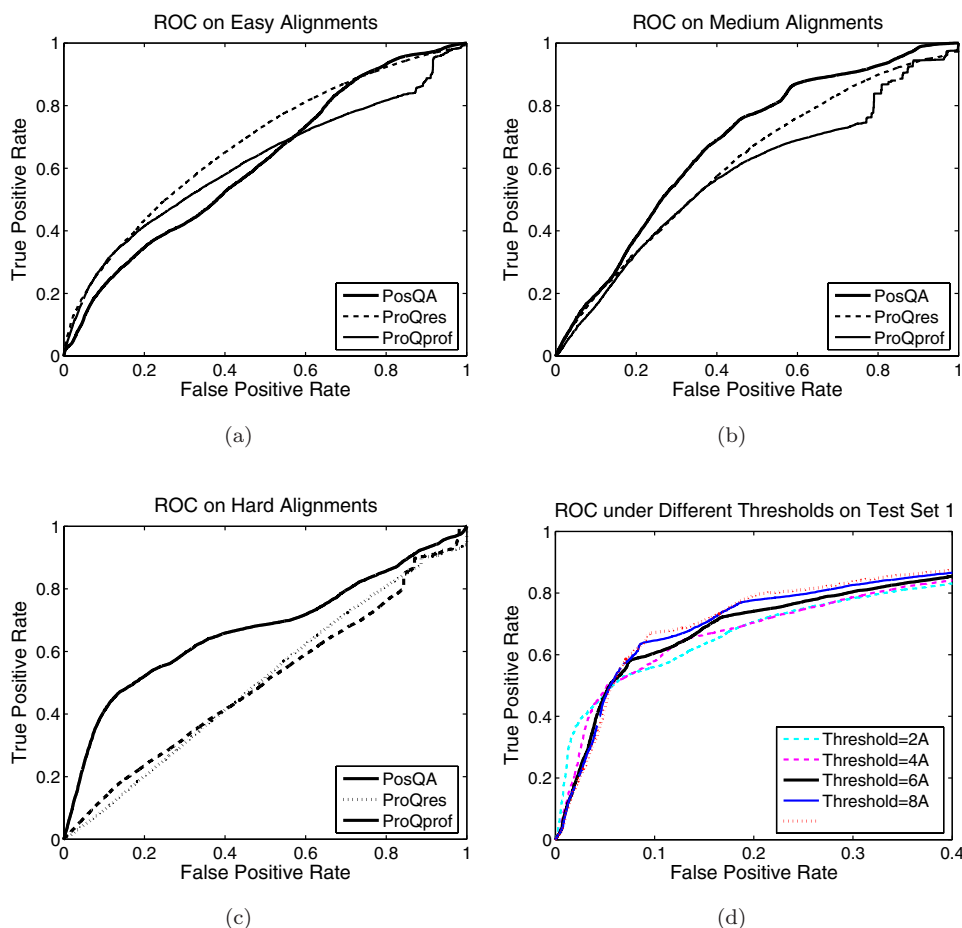 ROC on Easy Alignments
True Positive Rate
1
0.8
0.6
0.4
0.2
0
0 0.2 0.4 0.6 0.8 1
False Positive Rate
PosQA
ProQres
ProQprof
(a)
ROC on Medium Alignments
True Positive Rate
1
0.8
0.6
0.4
0.2
0
0 0.2 0.4 0.6 0.8 1
False Positive Rate
PosQA
ProQres
ProQprof
(b)
ROC on Hard Alignments
True Positive Rate
1
0.8
0.6
0.4
0.2
0
0 0.2 0.4 0.6 0.8 1
False Positive Rate
PosQA
ProQres
ProQprof
(c)
ROC under Different Thresholds on Test Set 1
True Positive Rate
1
0.8
0.6
0.4
0.2
0
0 0.1 0.2 0.3 0.4
False Positive Rate
Threshold=2A
Threshold=4A
Threshold=6A
Threshold=8A
(d)